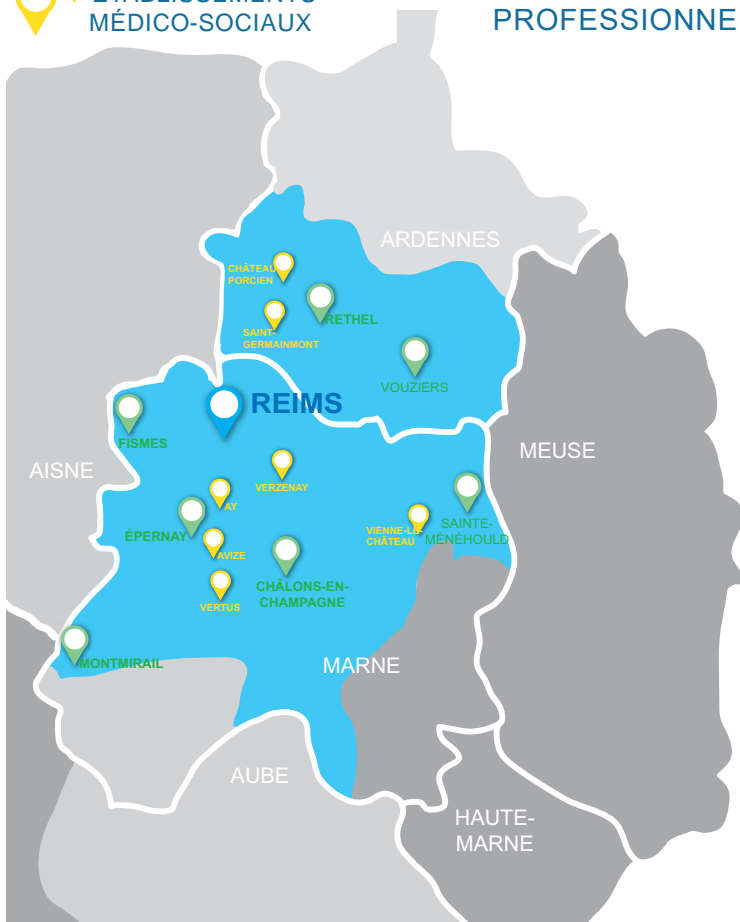 ÉTABLISSEMENTS
MÉDICO-SOCIAUX
PROFESSIONNE
ARDENNES
CHÂTEAU
PORCIEN
RETHEL
SAINT-
GERMAINMONT
VOUZIERS
REIMS
FISMES
MEUSE
AISNE
VERZENAY
AY
SAINTE-
MÉNÉHOULD
VIENNE-LE-
CHÂTEAU
ÉPERNAY
AVIZE
CHÂLONS-EN-
CHAMPAGNE
VERTUS
MONTMIRAIL
MARNE
AUBE
HAUTE-
MARNE